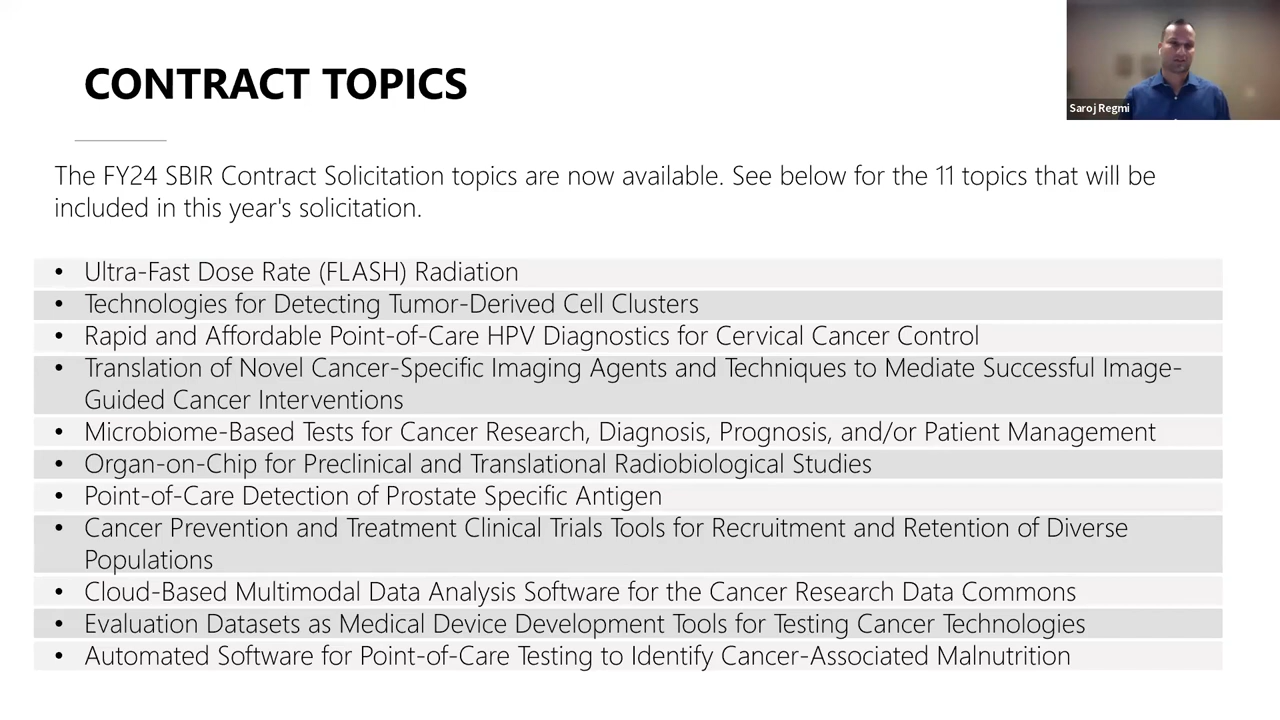 CONTRACT TOPICS
Saroj Regmi
The FY24 SBIR Contract Solicitation topics are now available. See below for the 11 topics that will be
included in this year's solicitation.
• Ultra-Fast Dose Rate (FLASH) Radiation
• Technologies for Detecting Tumor-Derived Cell Clusters
• Rapid and Affordable Point-of-Care HPV Diagnostics for Cervical Cancer Control
• Translation of Novel Cancer-Specific Imaging Agents and Techniques to Mediate Successful Image-
Guided Cancer Interventions
• Microbiome-Based Tests for Cancer Research, Diagnosis, Prognosis, and/or Patient Management
• Organ-on-Chip for Preclinical and Translational Radiobiological Studies
• Point-of-Care Detection of Prostate Specific Antigen
• Cancer Prevention and Treatment Clinical Trials Tools for Recruitment and Retention of Diverse
Populations
• Cloud-Based Multimodal Data Analysis Software for the Cancer Research Data Commons
• Evaluation Datasets as Medical Device Development Tools for Testing Cancer Technologies
• Automated Software for Point-of-Care Testing to Identify Cancer-Associated Malnutrition